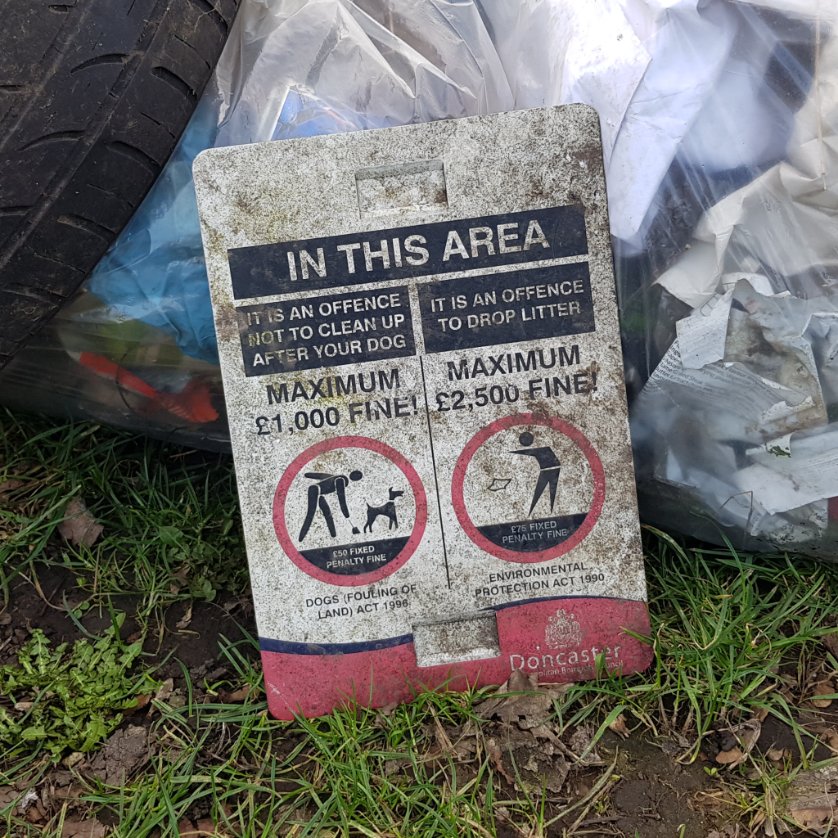 IN THIS AREA
IT IS AN OFFENCE
NOT TO CLEAN UP
AFTER YOUR DOG
MAXIMUM
£1,000 FINE!
£50 FIXED
PENALTY FINE
DOGS (FOULING OF
LAND) ACT 1996
IT IS AN OFFENCE
TO DROP LITTER
MAXIMUM
£2,500 FINE!
£75 FIXED
PENALTY FINE
ENVIRONMENTAL
PROTECTION ACT 1990
Doncaster